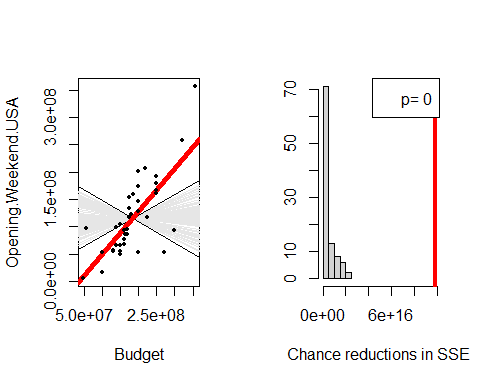 Opening.Weekend.USA
0.0e+00 1.5e+08 3.0e+08
5.0e+07 2.5e+08
Budget
p= 0
0 10 30 50 70
0e+00 6e+16
Chance reductions in SSE